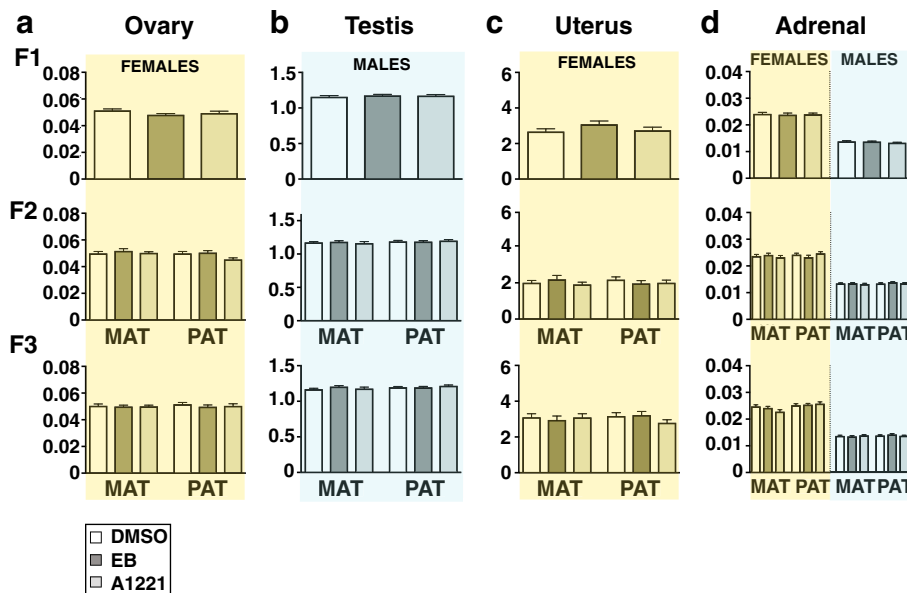 a Ovary b Testis c Uterus d Adrenal
F1
FEMALES MALES FEMALES FEMALES MALES
0.08 1.5 6 0.04
0.06 1.0 4 0.03
0.04 0.5 2 0.02
0.02 0.01
0 0 0 0
F2
0.08 1.5 6 0.04
0.06 1.0 4 0.03
0.04 0.5 2 0.02
0.02 0.01
0 0 0 0
MAT PAT MAT PAT MAT PAT MAT PAT MAT PAT
F3
0.08 1.5 6 0.04
0.06 1.0 4 0.03
0.04 0.5 2 0.02
0.02 0.01
0 0 0 0
MAT PAT MAT PAT MAT PAT MAT PAT MAT PAT
DMSO
EB
A1221